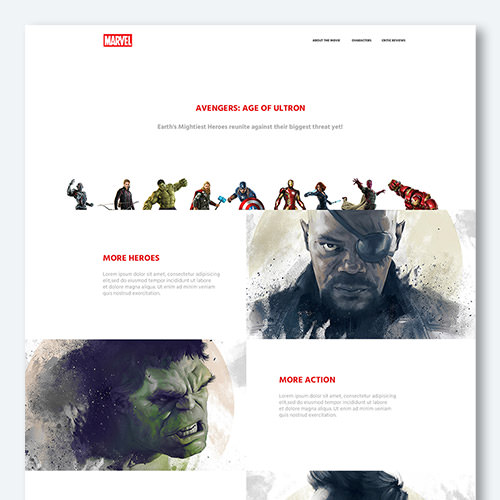 MARVEL
ABOUT THE MOVIE CHARACTERS CRITIC REVIEWS
AVENGERS: AGE OF ULTRON
Earth's Mightiest Heroes reunite against their biggest threat yet!
MORE HEROES
Lorem ipsum dolor sit amet, consectetur adipiscing
elit, sed do eiusmod tempor incididunt ut labore et
dolore magna aliqua. Ut enim ad minim veniam,
quis nostrud exercitation.
MORE ACTION
Lorem ipsum dolor sit amet, consectetur adipiscing
elit, sed do eiusmod tempor incididunt ut labore et
dolore magna aliqua. Ut enim ad minim veniam,
quis nostrud exercitation.